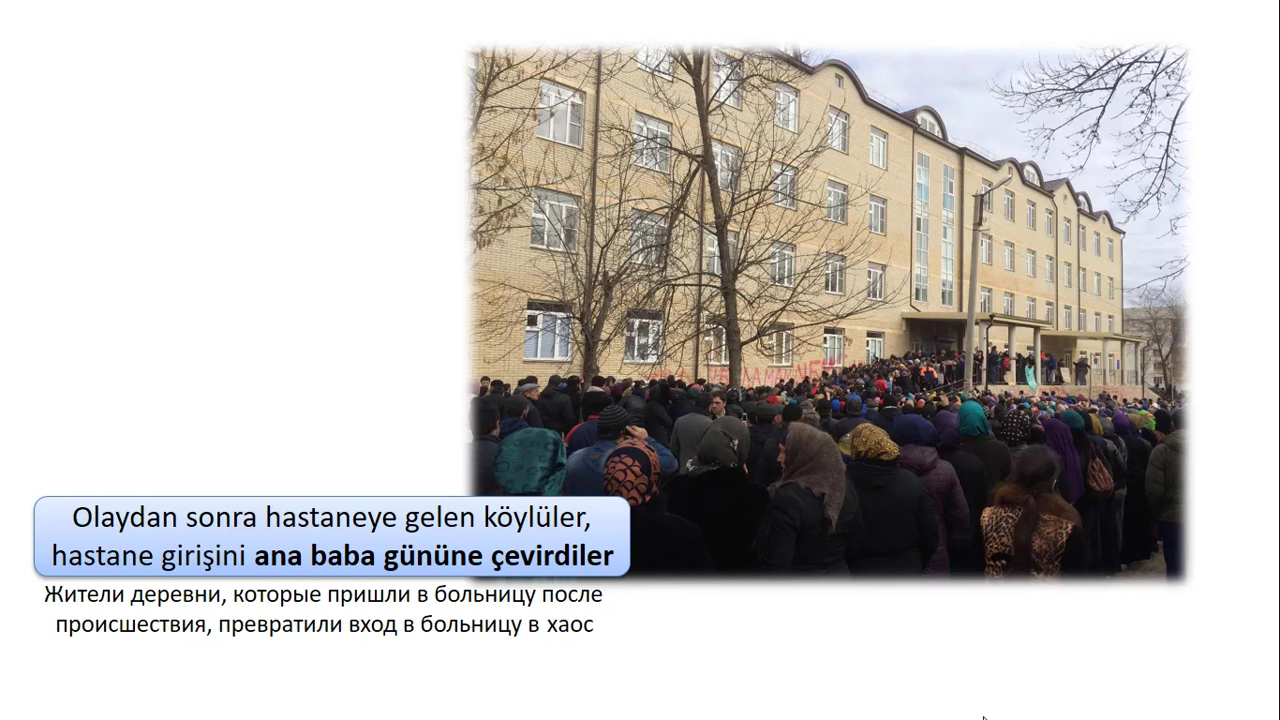 Olaydan sonra hastaneye gelen köylüler,
hastane girişini ana baba gününe çevirdiler
Жители деревни, которые пришли в больницу после
происшествия, превратили вход в больницу в хаос